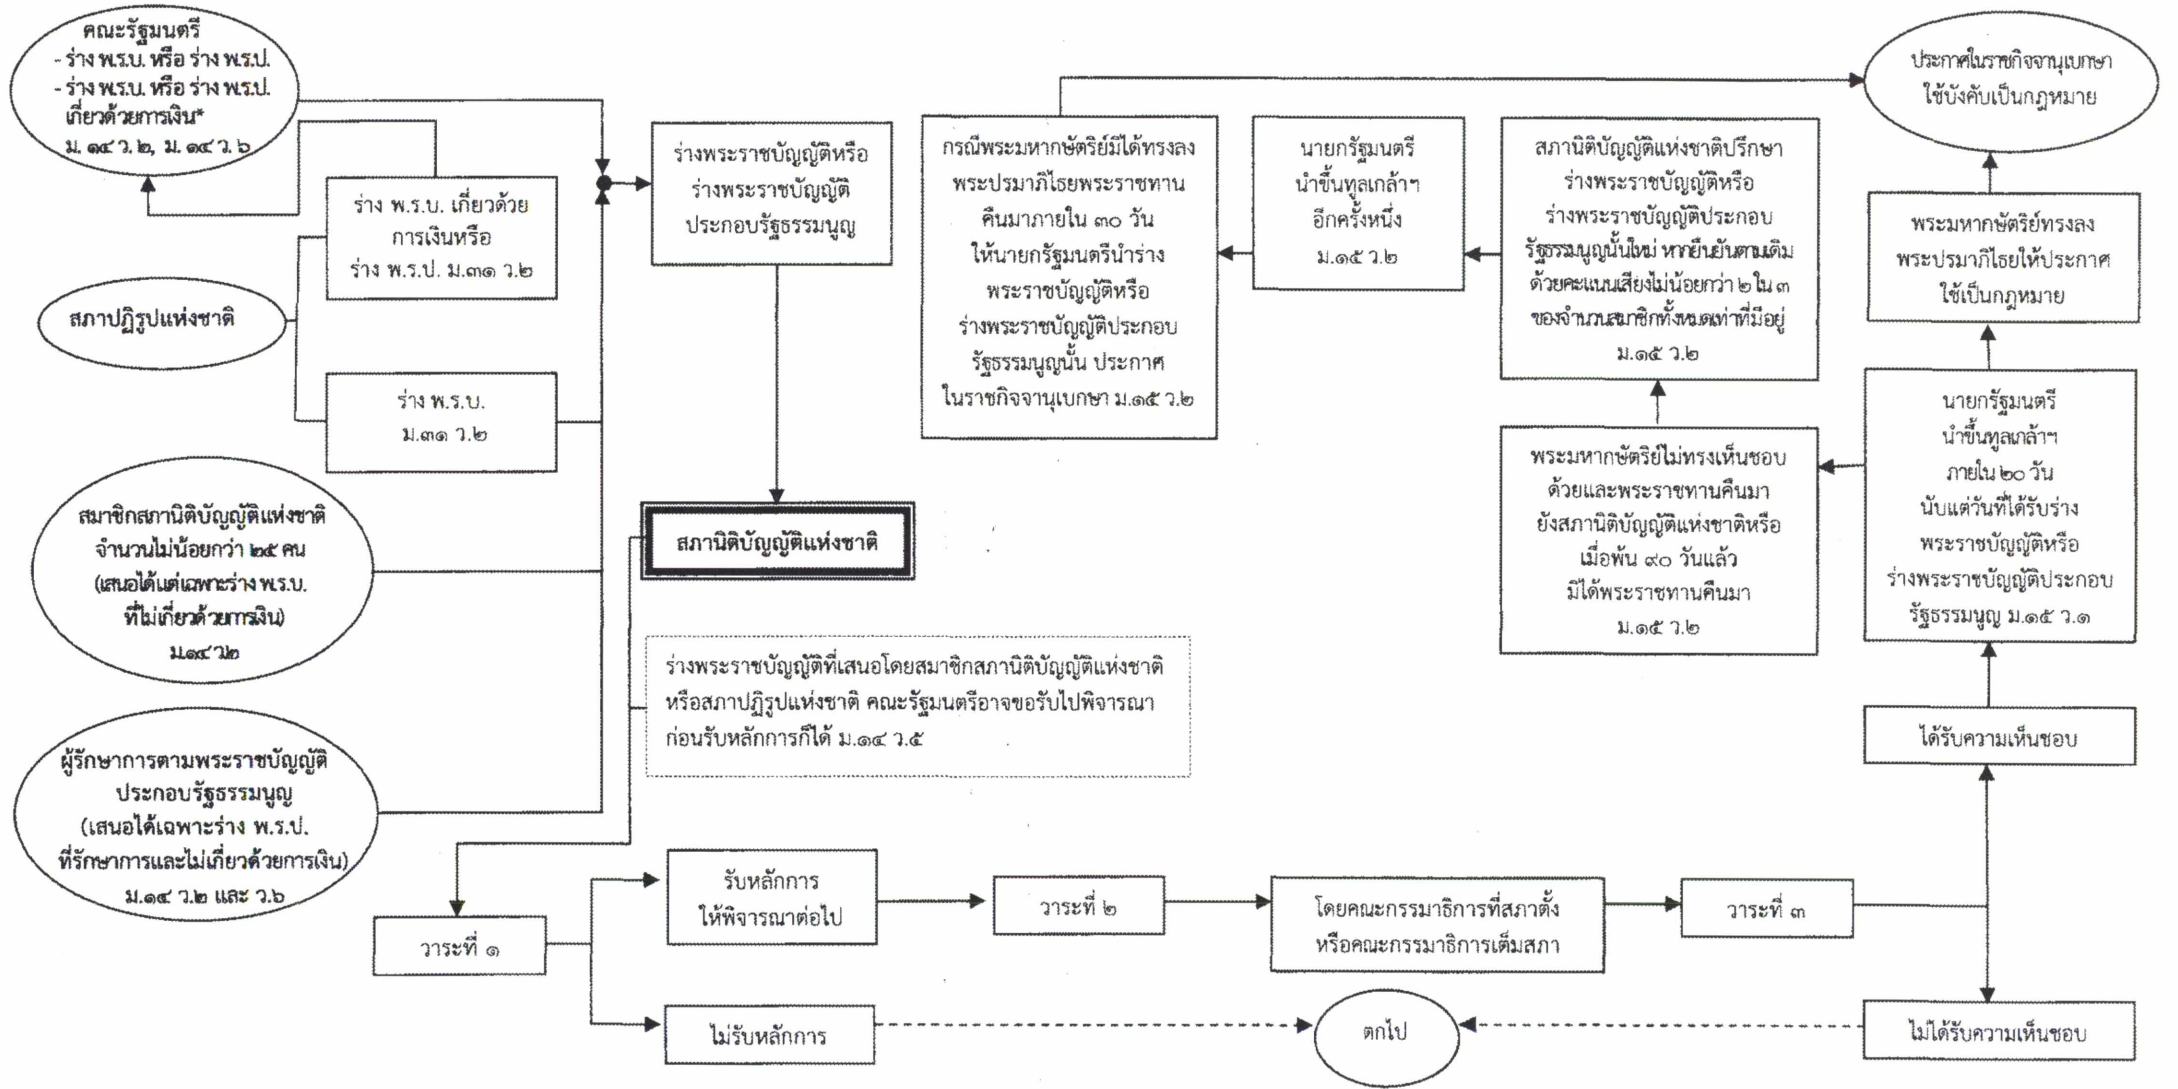 คณะรัฐมนตรี
- ร่าง พ.ร.บ. หรือ ร่าง พ.ร.ป.
- ร่าง พ.ร.บ. หรือ ร่าง พ.ร.ป.
เกี่ยวด้วยการเงิน*
ม. ๑๔ ว. ๒, ม. ๑๔ ว. ๖
ร่าง พ.ร.บ. เกี่ยวด้วย
การเงินหรือ
ร่าง พ.ร.ป. ม.๓๑ ว.๒
สภาปฏิรูปแห่งชาติ
ร่าง พ.ร.บ.
ม.๓๑ ว.๒
สมาชิกสภานิติบัญญัติแห่งชาติ
จำนวนไม่น้อยกว่า ๒๕ คน
(เสนอได้แต่เฉพาะร่าง พ.ร.บ.
ที่ไม่เกี่ยวด้วยการเงิน)
ม.๑๔ ว.๒
ผู้รักษาการตามพระราชบัญญัติ
ประกอบรัฐธรรมนูญ
(เสนอได้เฉพาะร่าง พ.ร.ป.
ที่รักษาการและไม่เกี่ยวด้วยการเงิน)
ม.๑๔ ว.๒ และ ว.๖
ร่างพระราชบัญญัติหรือ
ร่างพระราชบัญญัติ
ประกอบรัฐธรรมนูญ
สภานิติบัญญัติแห่งชาติ
ร่างพระราชบัญญัติที่เสนอโดยสมาชิกสภานิติบัญญัติแห่งชาติ
หรือสภาปฏิรูปแห่งชาติ คณะรัฐมนตรีอาจขอรับไปพิจารณา
ก่อนรับหลักการก็ได้ ม.๑๔ ว.๕
วาระที่ ๑
รับหลักการ
ให้พิจารณาต่อไป
ไม่รับหลักการ
วาระที่ ๒
โดยคณะกรรมาธิการที่สภาตั้ง
หรือคณะกรรมาธิการเต็มสภา
วาระที่ ๓
ตกไป
ได้รับความเห็นชอบ
ไม่ได้รับความเห็นชอบ
นายกรัฐมนตรี
นำขึ้นทูลเกล้าฯ
ภายใน ๒๐ วัน
นับแต่วันที่ได้รับร่าง
พระราชบัญญัติหรือ
ร่างพระราชบัญญัติประกอบ
รัฐธรรมนูญ ม.๑๕ ว.๑
พระมหากษัตริย์ทรงลง
พระปรมาภิไธยให้ประกาศ
ใช้เป็นกฎหมาย
ประกาศในราชกิจจานุเบกษา
ใช้บังคับเป็นกฎหมาย
พระมหากษัตริย์ไม่ทรงเห็นชอบ
ด้วยและพระราชทานคืนมา
ยังสภานิติบัญญัติแห่งชาติหรือ
เมื่อพ้น ๙๐ วันแล้ว
มิได้พระราชทานคืนมา
ม.๑๕ ว.๒
สภานิติบัญญัติแห่งชาติปรึกษา
ร่างพระราชบัญญัติหรือ
ร่างพระราชบัญญัติประกอบ
รัฐธรรมนูญนั้นใหม่ หากยืนยันตามเดิม
ด้วยคะแนนเสียงไม่น้อยกว่า ๒ ใน ๓
ของจำนวนสมาชิกทั้งหมดเท่าที่มีอยู่
ม.๑๕ ว.๒
นายกรัฐมนตรี
นำขึ้นทูลเกล้าฯ
อีกครั้งหนึ่ง
ม.๑๕ ว.๒
กรณีพระมหากษัตริย์มิได้ทรงลง
พระปรมาภิไธยพระราชทาน
คืนมาภายใน ๓๐ วัน
ให้นายกรัฐมนตรีนำร่าง
พระราชบัญญัติหรือ
ร่างพระราชบัญญัติประกอบ
รัฐธรรมนูญนั้น ประกาศ
ในราชกิจจานุเบกษา ม.๑๕ ว.๒